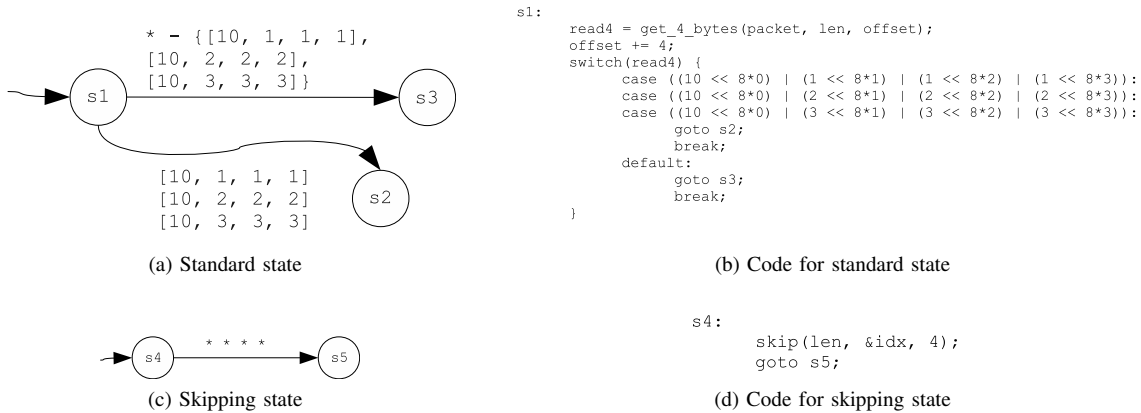 * - {[10, 1, 1, 1],
[10, 2, 2, 2],
[10, 3, 3, 3]}
s1
s3
[10, 1, 1, 1]
[10, 2, 2, 2]
[10, 3, 3, 3]
s2
(a) Standard state
s1:
read4 = get_4_bytes(packet, len, offset);
offset += 4;
switch(read4) {
case ((10 << 8*0) | (1 << 8*1) | (1 << 8*2) | (1 << 8*3)):
case ((10 << 8*0) | (2 << 8*1) | (2 << 8*2) | (2 << 8*3)):
case ((10 << 8*0) | (3 << 8*1) | (3 << 8*2) | (3 << 8*3)):
goto s2;
break;
default:
goto s3;
break;
}
(b) Code for standard state
s4
* * * *
s5
(c) Skipping state
s4:
skip(len, &idx, 4);
goto s5;
(d) Code for skipping state